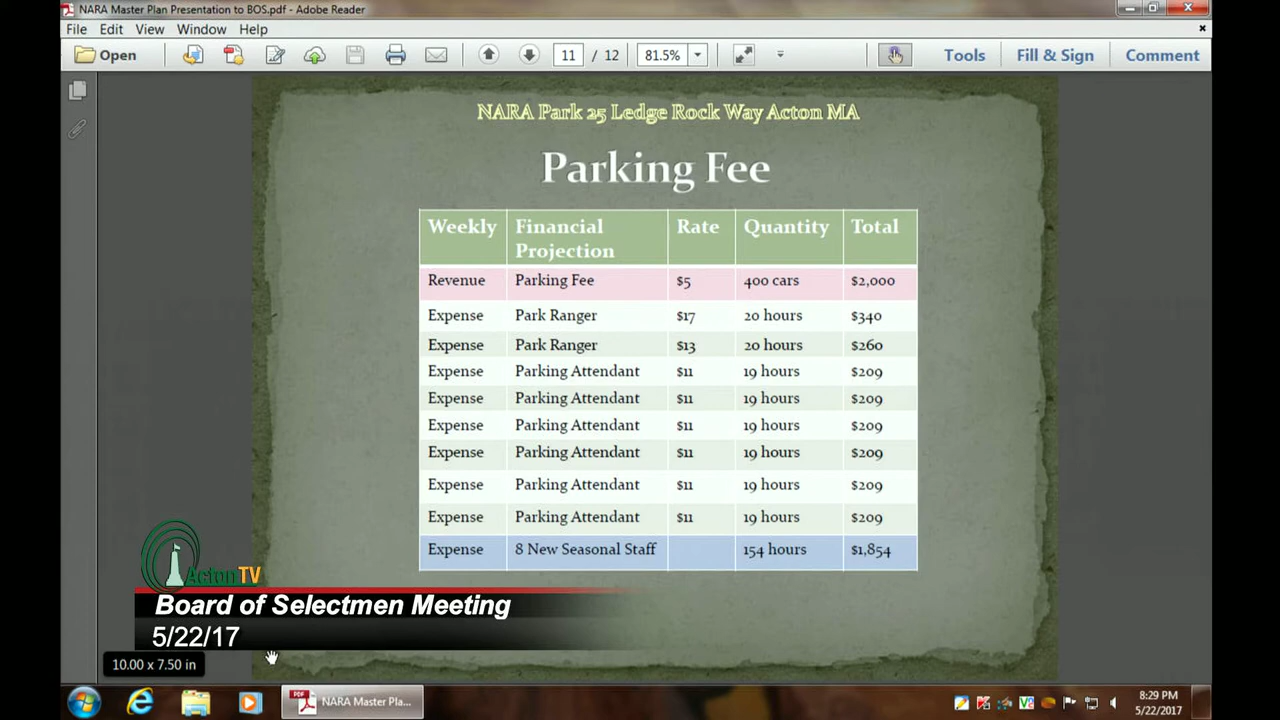 NARA Master Plan Presentation to BOS.pdf - Adobe Reader
File Edit View Window Help
Open 11 / 12 81.5% Tools Fill & Sign Comment
NARA Park 25 Ledge Rock Way Acton MA
Parking Fee
Weekly Financial Projection Rate Quantity Total
Revenue Parking Fee $5 400 cars $2,000
Expense Park Ranger $17 20 hours $340
Expense Park Ranger $13 20 hours $260
Expense Parking Attendant $11 19 hours $209
Expense Parking Attendant $11 19 hours $209
Expense Parking Attendant $11 19 hours $209
Expense Parking Attendant $11 19 hours $209
Expense Parking Attendant $11 19 hours $209
Expense Parking Attendant $11 19 hours $209
Expense 8 New Seasonal Staff 154 hours $1,854
ActonTV
Board of Selectmen Meeting
5/22/17
10.00 x 7.50 in
NARA Master Pla...
8:29 PM
5/22/2017